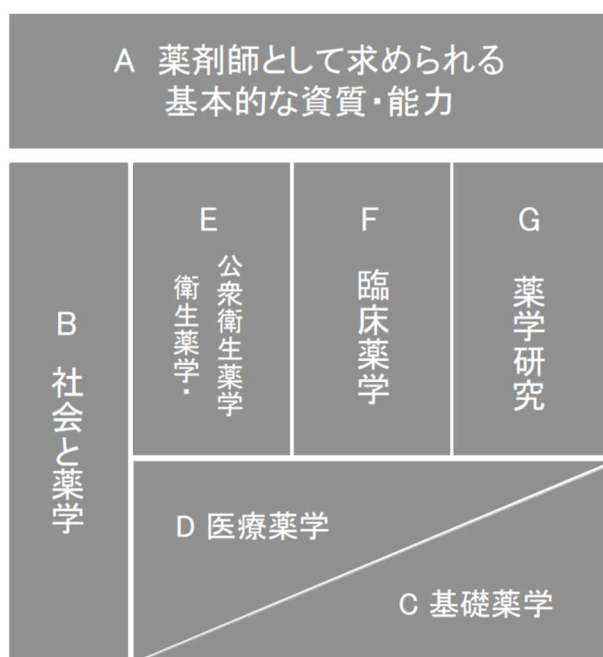 A 薬剤師として求められる
基本的な資質・能力
B 社会と薬学
E
公衆衛生薬学
衛生薬学・
F
臨床薬学
G
薬学研究
D 医療薬学
C 基礎薬学